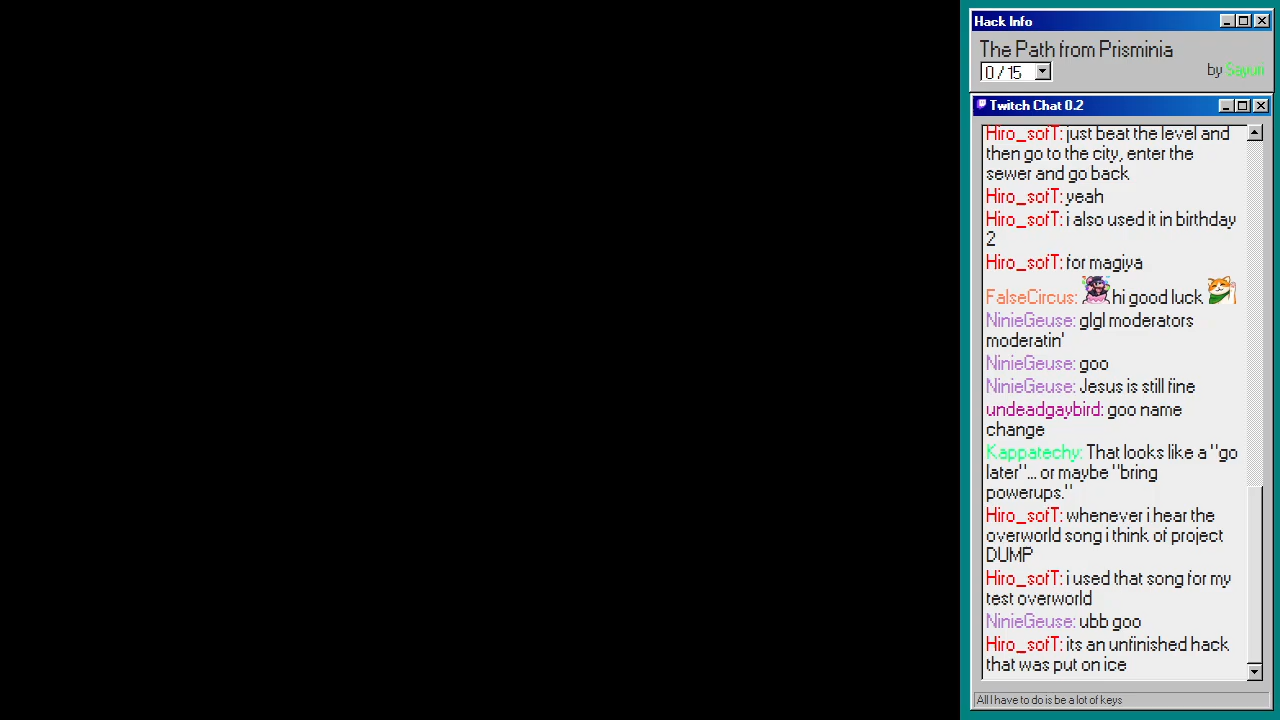 Hack Info
The Path from Prisminia
0 / 15
by Sayuri
Twitch Chat 0.2
Hiro_sofT: just beat the level and
then go to the city, enter the
sewer and go back
Hiro_sofT: yeah
Hiro_sofT: i also used it in birthday
2
Hiro_sofT: for magiya
FalseCircus: hi good luck
NinieGeuse: glgl moderators
moderatin'
NinieGeuse: goo
NinieGeuse: Jesus is still fine
undeadgaybird: goo name
change
Kappatechy: That looks like a "go
later"... or maybe "bring
powerups."
Hiro_sofT: whenever i hear the
overworld song i think of project
DUMP
Hiro_sofT: i used that song for my
test overworld
NinieGeuse: ubb goo
Hiro_sofT: its an unfinished hack
that was put on ice
All I have to do is be a lot of keys